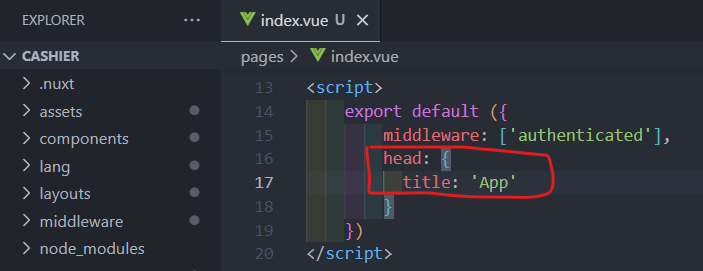 EXPLORER
index.vue U
CASHIER
pages > index.vue
.nuxt
assets
components
lang
layouts
middleware
node_modules
13 <script>
14 export default ({
15 middleware: ['authenticated'],
16 head: {
17 title: 'App'
18 }
19 })
20 </script>